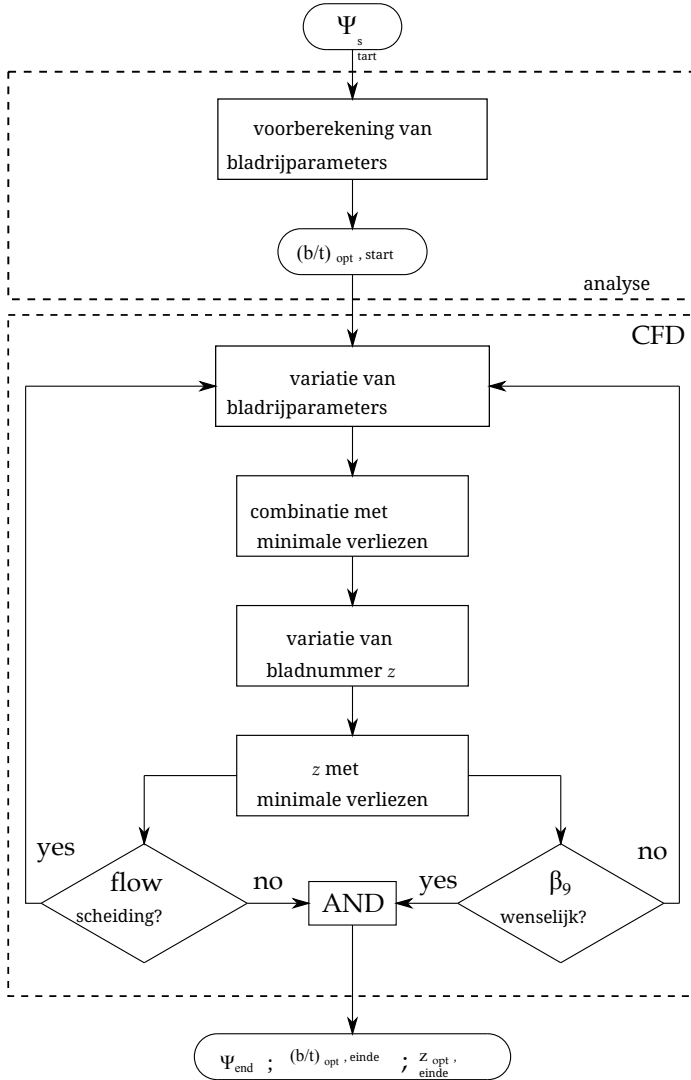 Ψ s
tart
voorberekening van
bladrijparameters
(b/t) opt , start
analyse
CFD
variatie van
bladrijparameters
combinatie met
minimale verliezen
variatie van
bladnummer z
z met
minimale verliezen
yes
no
flow
scheiding?
no
AND
yes
β9
wenselijk?
Ψend ; (b/t) opt , einde ; z opt ,
einde